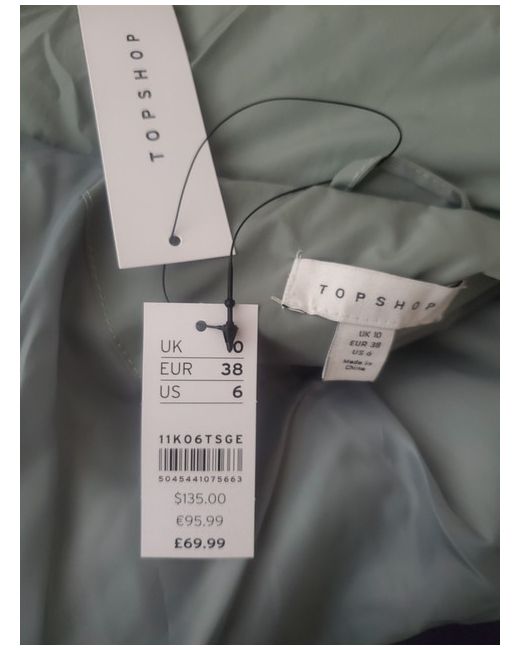 TOPSHOP
TOPSHOP
UK 10
EUR 38
US 6
Made in
China
UK 10
EUR 38
US 6
11K06TSGE
5045441075663
$135.00
€95.99
£69.99